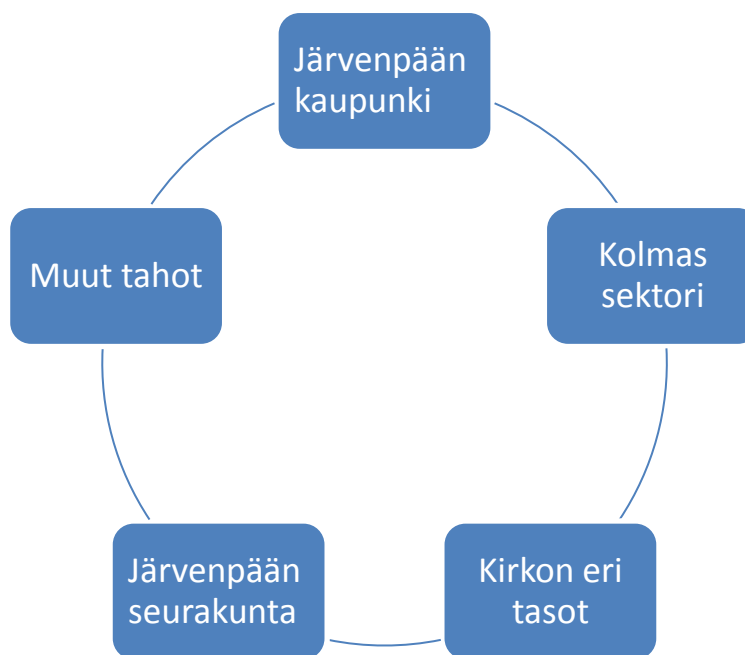 Järvenpään
kaupunki
Kolmas
sektori
Kirkon eri
tasot
Järvenpään
seurakunta
Muut tahot